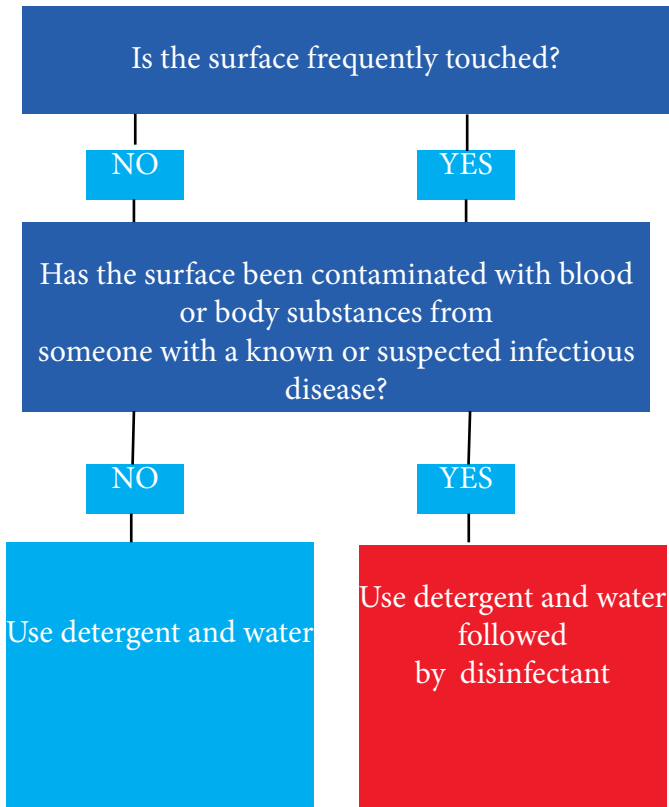 Is the surface frequently touched?
NO
YES
Has the surface been contaminated with blood
or body substances from
someone with a known or suspected infectious
disease?
NO
YES
Use detergent and water
Use detergent and water
followed
by disinfectant